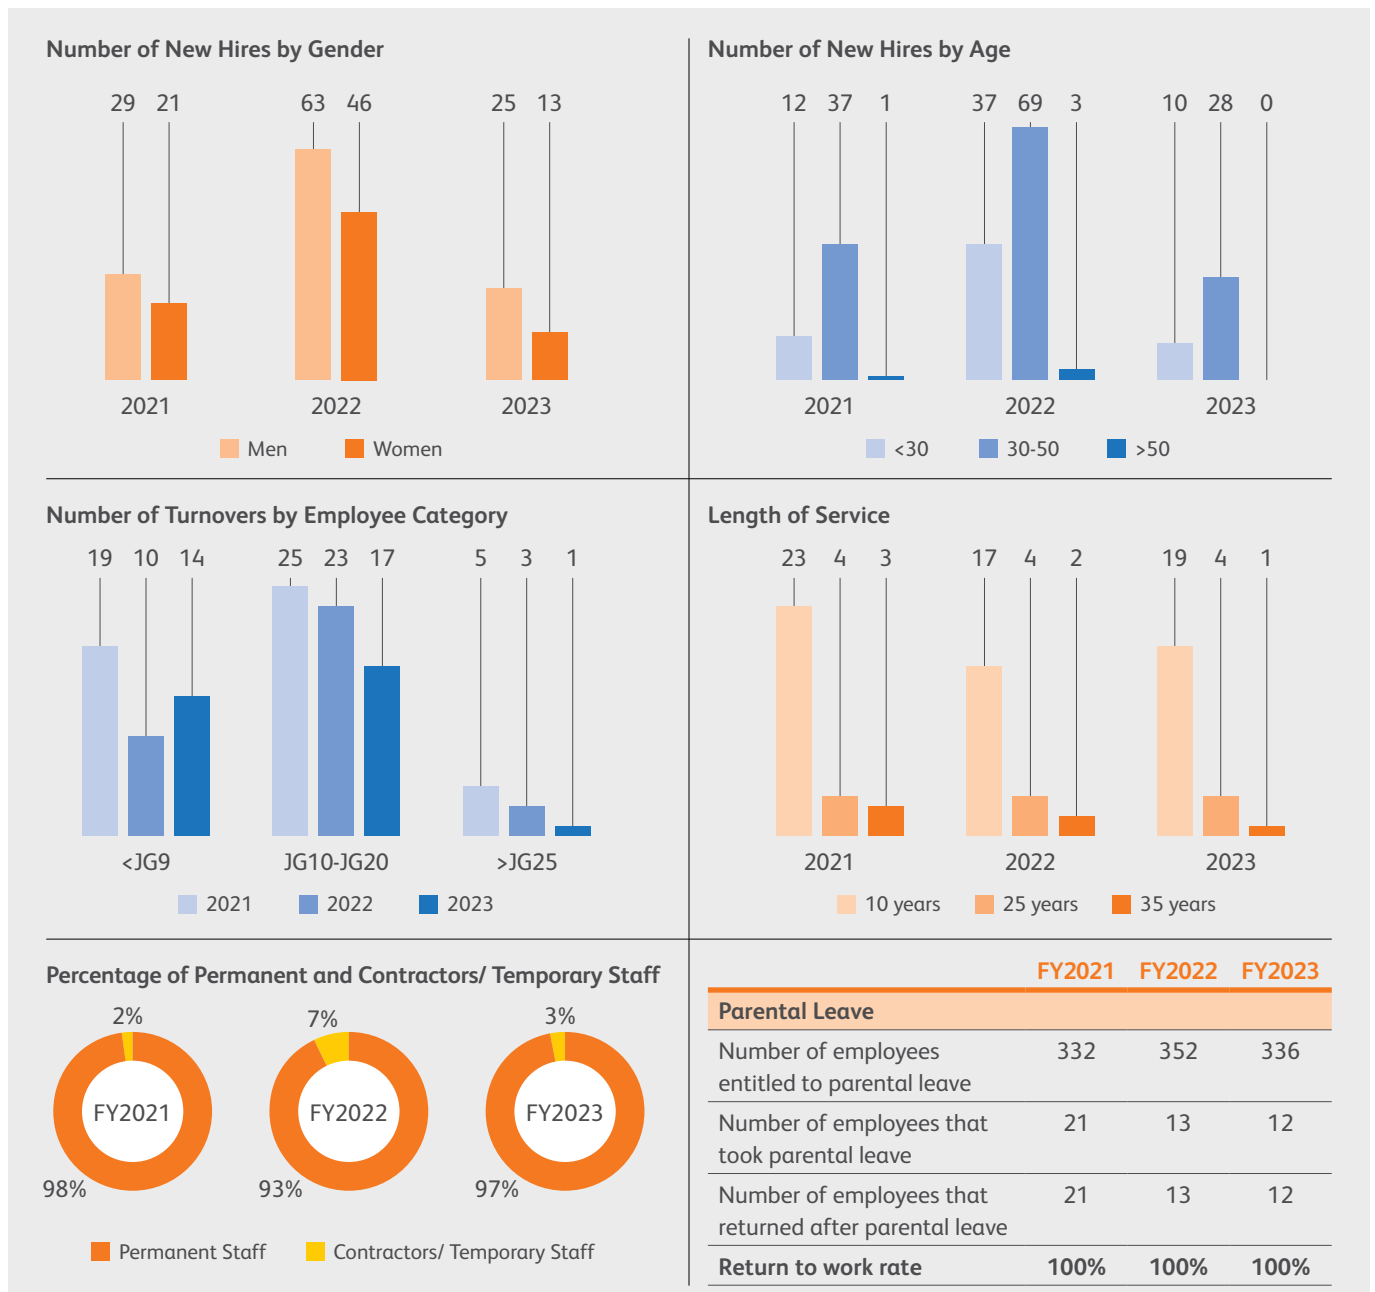 Number of New Hires by Gender
29 21 63 46 25 13
2021 2022 2023
Men Women
Number of New Hires by Age
12 37 1 37 69 3 10 28 0
2021 2022 2023
<30 30-50 >50
Number of Turnovers by Employee Category
19 10 14 25 23 17 5 3 1
<JG9 JG10-JG20 >JG25
2021 2022 2023
Length of Service
23 4 3 17 4 2 19 4 1
2021 2022 2023
10 years 25 years 35 years
Percentage of Permanent and Contractors/ Temporary Staff
2% 7% 3%
FY2021 FY2022 FY2023
98% 93% 97%
Permanent Staff Contractors/ Temporary Staff
FY2021 FY2022 FY2023
Parental Leave
Number of employees 332 352 336
entitled to parental leave
Number of employees that 21 13 12
took parental leave
Number of employees that 21 13 12
returned after parental leave
Return to work rate 100% 100% 100%